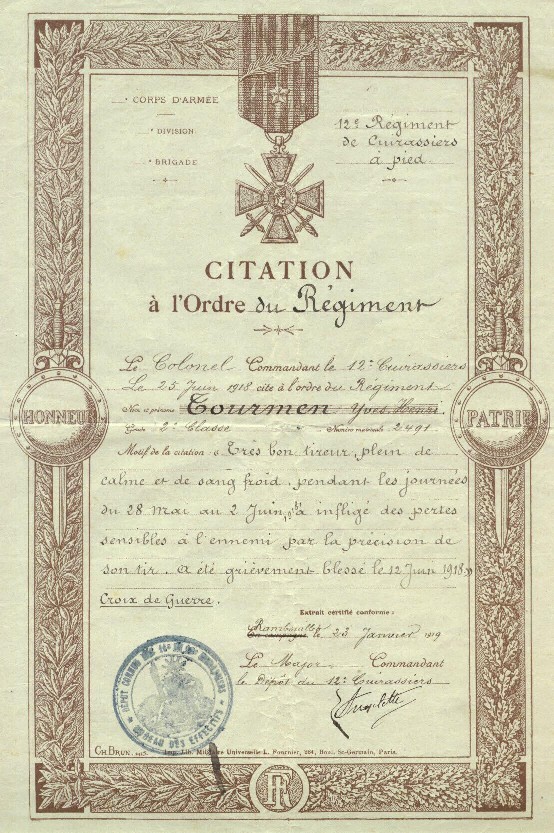 CORPS D'ARMÉE
DIVISION
BRIGADE
12e Régiment
de Cuirassiers
à pied
CITATION
à l'Ordre du Régiment
Le Colonel Commandant le 12e Cuirassiers
Le 25 Juin 1918 cite à l'ordre du Régiment
Nom et prénoms Tourmen Yves Henri
Grade 2e Classe Numéro matricule 2491
HONNEUR
PATRIE
Motif de la citation : « Très bon tireur, plein de
calme et de sang froid, pendant les journées
du 28 Mai au 2 Juin 1918 a infligé des pertes
sensibles à l'ennemi par la précision de
son tir. A été grièvement blessé le 12 Juin 1918 »
Croix de Guerre.
Extrait certifié conforme :
Rambouillet
En campagne, le 23 Janvier 1919
Le Major Commandant
le Dépôt du 12e Cuirassiers
BUREAU DES EFFECTIFS
CH. BRUN
Imp. Lib. Militaire Universelle L. Fournier, 264, Boul. St-Germain, Paris.
RF